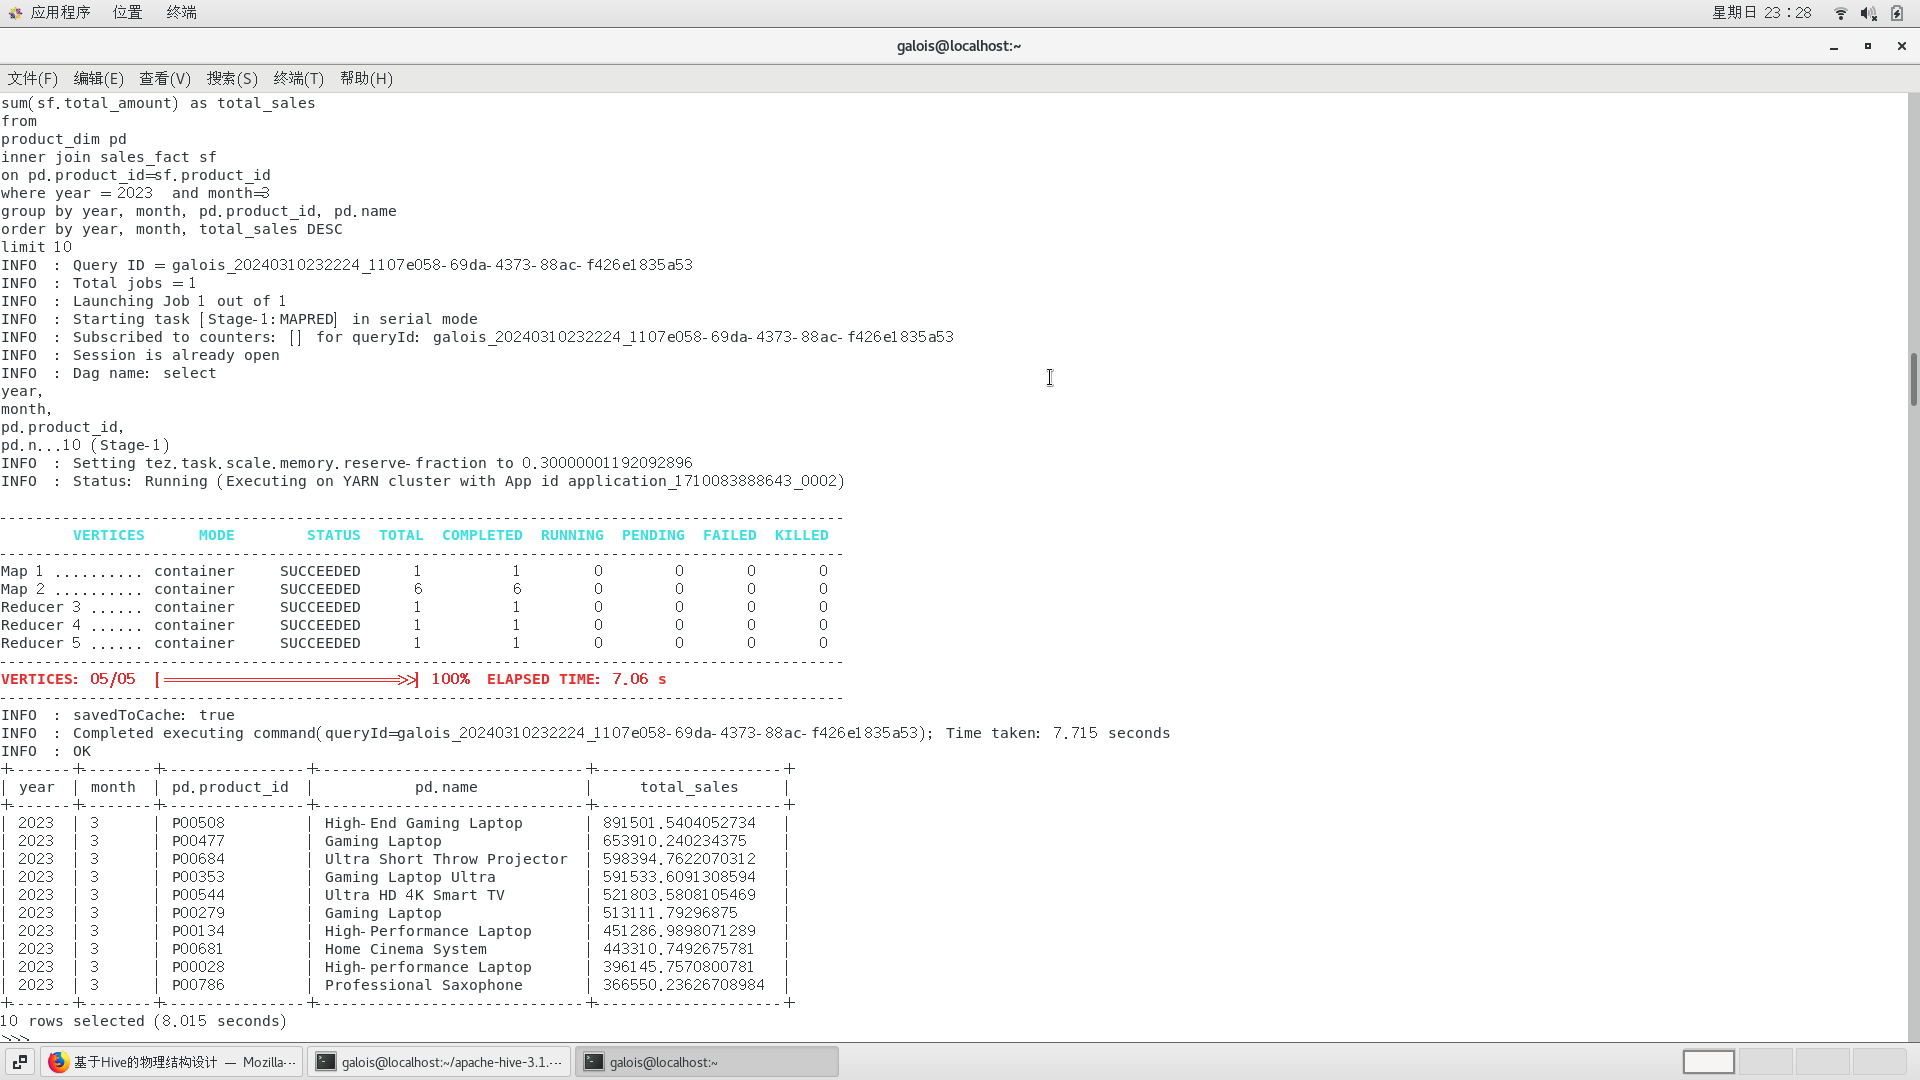 应用程序 位置 终端 星期日 23：28
galois@localhost:~
文件(F) 编辑(E) 查看(V) 搜索(S) 终端(T) 帮助(H)
sum(sf.total_amount) as total_sales
from
product_dim pd
inner join sales_fact sf
on pd.product_id=sf.product_id
where year = 2023  and month=3
group by year, month, pd.product_id, pd.name
order by year, month, total_sales DESC
limit 10
INFO  : Query ID = galois_20240310232224_1107e058-69da-4373-88ac-f426e1835a53
INFO  : Total jobs = 1
INFO  : Launching Job 1 out of 1
INFO  : Starting task [Stage-1:MAPRED] in serial mode
INFO  : Subscribed to counters: [] for queryId: galois_20240310232224_1107e058-69da-4373-88ac-f426e1835a53
INFO  : Session is already open
INFO  : Dag name: select
year,
month,
pd.product_id,
pd.n...10 (Stage-1)
INFO  : Setting tez.task.scale.memory.reserve-fraction to 0.30000001192092896
INFO  : Status: Running (Executing on YARN cluster with App id application_1710083888643_0002)
----------------------------------------------------------------------------------------------
        VERTICES      MODE        STATUS  TOTAL  COMPLETED  RUNNING  PENDING  FAILED  KILLED
----------------------------------------------------------------------------------------------
Map 1 .......... container     SUCCEEDED      1          1        0        0       0       0
Map 2 .......... container     SUCCEEDED      6          6        0        0       0       0
Reducer 3 ...... container     SUCCEEDED      1          1        0        0       0       0
Reducer 4 ...... container     SUCCEEDED      1          1        0        0       0       0
Reducer 5 ...... container     SUCCEEDED      1          1        0        0       0       0
----------------------------------------------------------------------------------------------
VERTICES: 05/05  [==========================>>] 100%  ELAPSED TIME: 7.06 s
----------------------------------------------------------------------------------------------
INFO  : savedToCache: true
INFO  : Completed executing command(queryId=galois_20240310232224_1107e058-69da-4373-88ac-f426e1835a53); Time taken: 7.715 seconds
INFO  : OK
+-------+--------+----------------+------------------------------+---------------------+
| year  | month  | pd.product_id  |           pd.name            |     total_sales     |
+-------+--------+----------------+------------------------------+---------------------+
| 2023  | 3      | P00508         | High-End Gaming Laptop       | 891501.5404052734   |
| 2023  | 3      | P00477         | Gaming Laptop                | 653910.240234375    |
| 2023  | 3      | P00684         | Ultra Short Throw Projector  | 598394.7622070312   |
| 2023  | 3      | P00353         | Gaming Laptop Ultra          | 591533.6091308594   |
| 2023  | 3      | P00544         | Ultra HD 4K Smart TV         | 521803.5808105469   |
| 2023  | 3      | P00279         | Gaming Laptop                | 513111.79296875     |
| 2023  | 3      | P00134         | High-Performance Laptop      | 451286.9898071289   |
| 2023  | 3      | P00681         | Home Cinema System           | 443310.7492675781   |
| 2023  | 3      | P00028         | High-performance Laptop      | 396145.7570800781   |
| 2023  | 3      | P00786         | Professional Saxophone       | 366550.23626708984  |
+-------+--------+----------------+------------------------------+---------------------+
10 rows selected (8.015 seconds)
>>>
基于Hive的物理结构设计 — Mozilla··· galois@localhost:~/apache-hive-3.1.··· galois@localhost:~